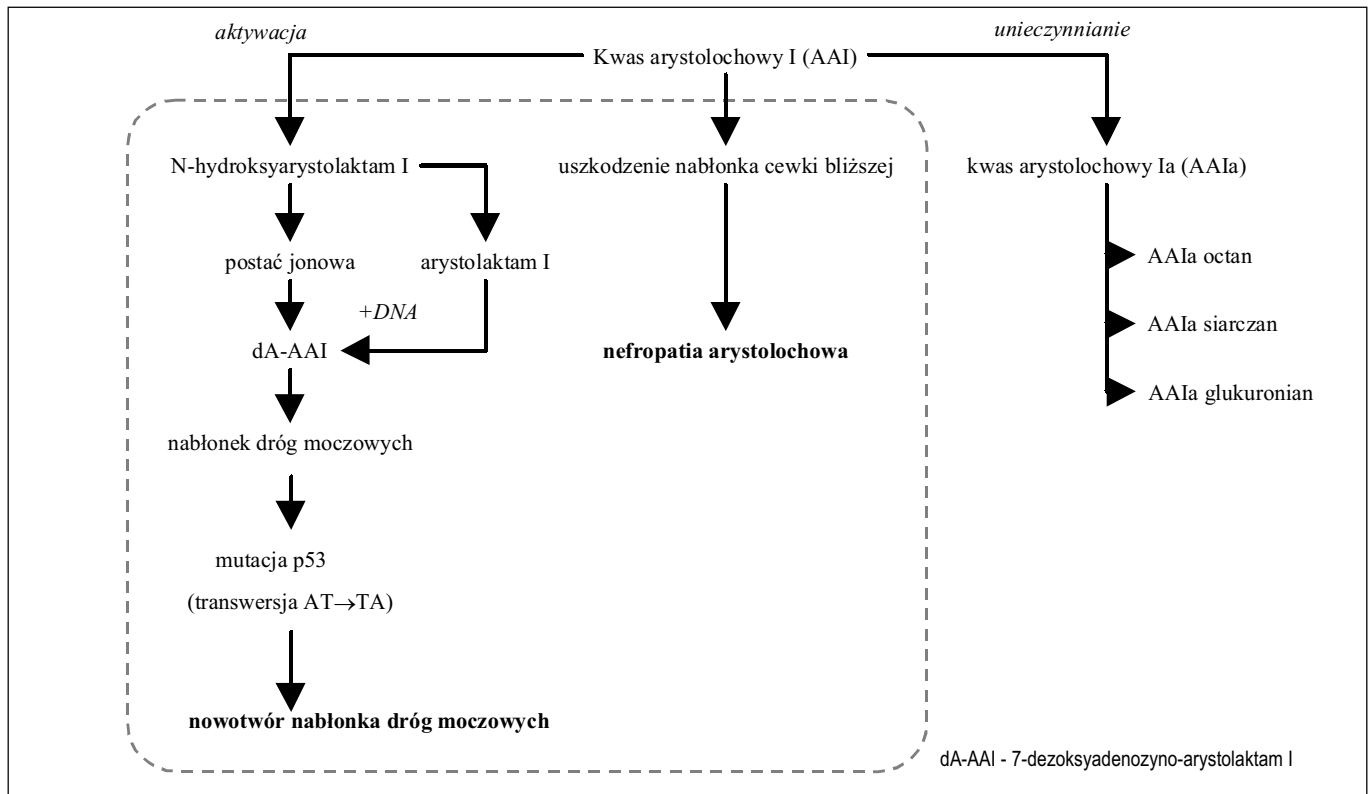 aktywacja
unieczynnianie
Kwas arystolochowy I (AAI)
N-hydroksyarystolaktam I
uszkodzenie nabłonka cewki bliższej
kwas arystolochowy Ia (AAIa)
postać jonowa
arystolaktam I
AAIa octan
+DNA
AAIa siarczan
dA-AAI
nefropatia arystolochowa
AAIa glukuronian
nabłonek dróg moczowych
mutacja p53
(transwersja AT→TA)
nowotwór nabłonka dróg moczowych
dA-AAI - 7-dezoksyadenozyno-arystolaktam I